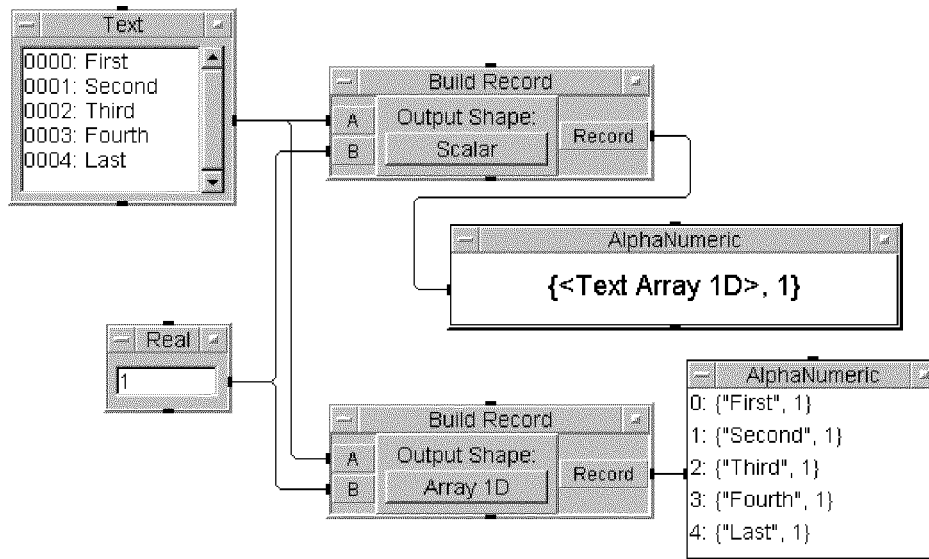 Text
0000: First
0001: Second
0002: Third
0003: Fourth
0004: Last
Build Record
A
B
Output Shape:
Scalar
Record
AlphaNumeric
{<Text Array 1D>, 1}
Real
1
Build Record
A
B
Output Shape:
Array 1D
Record
AlphaNumeric
0: {"First", 1}
1: {"Second", 1}
2: {"Third", 1}
3: {"Fourth", 1}
4: {"Last", 1}